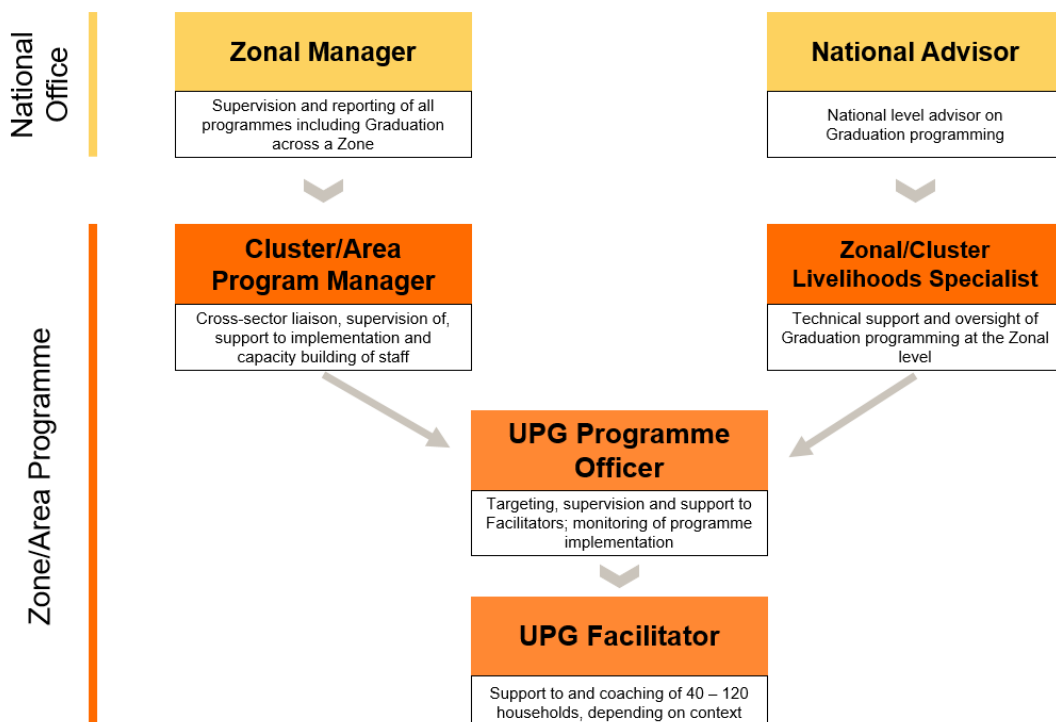 National
Office
Zonal Manager
Supervision and reporting of all
programmes including Graduation
across a Zone
National Advisor
National level advisor on
Graduation programming
Zone/Area Programme
Cluster/Area
Program Manager
Cross-sector liaison, supervision of,
support to implementation and
capacity building of staff
Zonal/Cluster
Livelihoods Specialist
Technical support and oversight of
Graduation programming at the Zonal
level
UPG Programme
Officer
Targeting, supervision and support to
Facilitators; monitoring of programme
implementation
UPG Facilitator
Support to and coaching of 40 – 120
households, depending on context